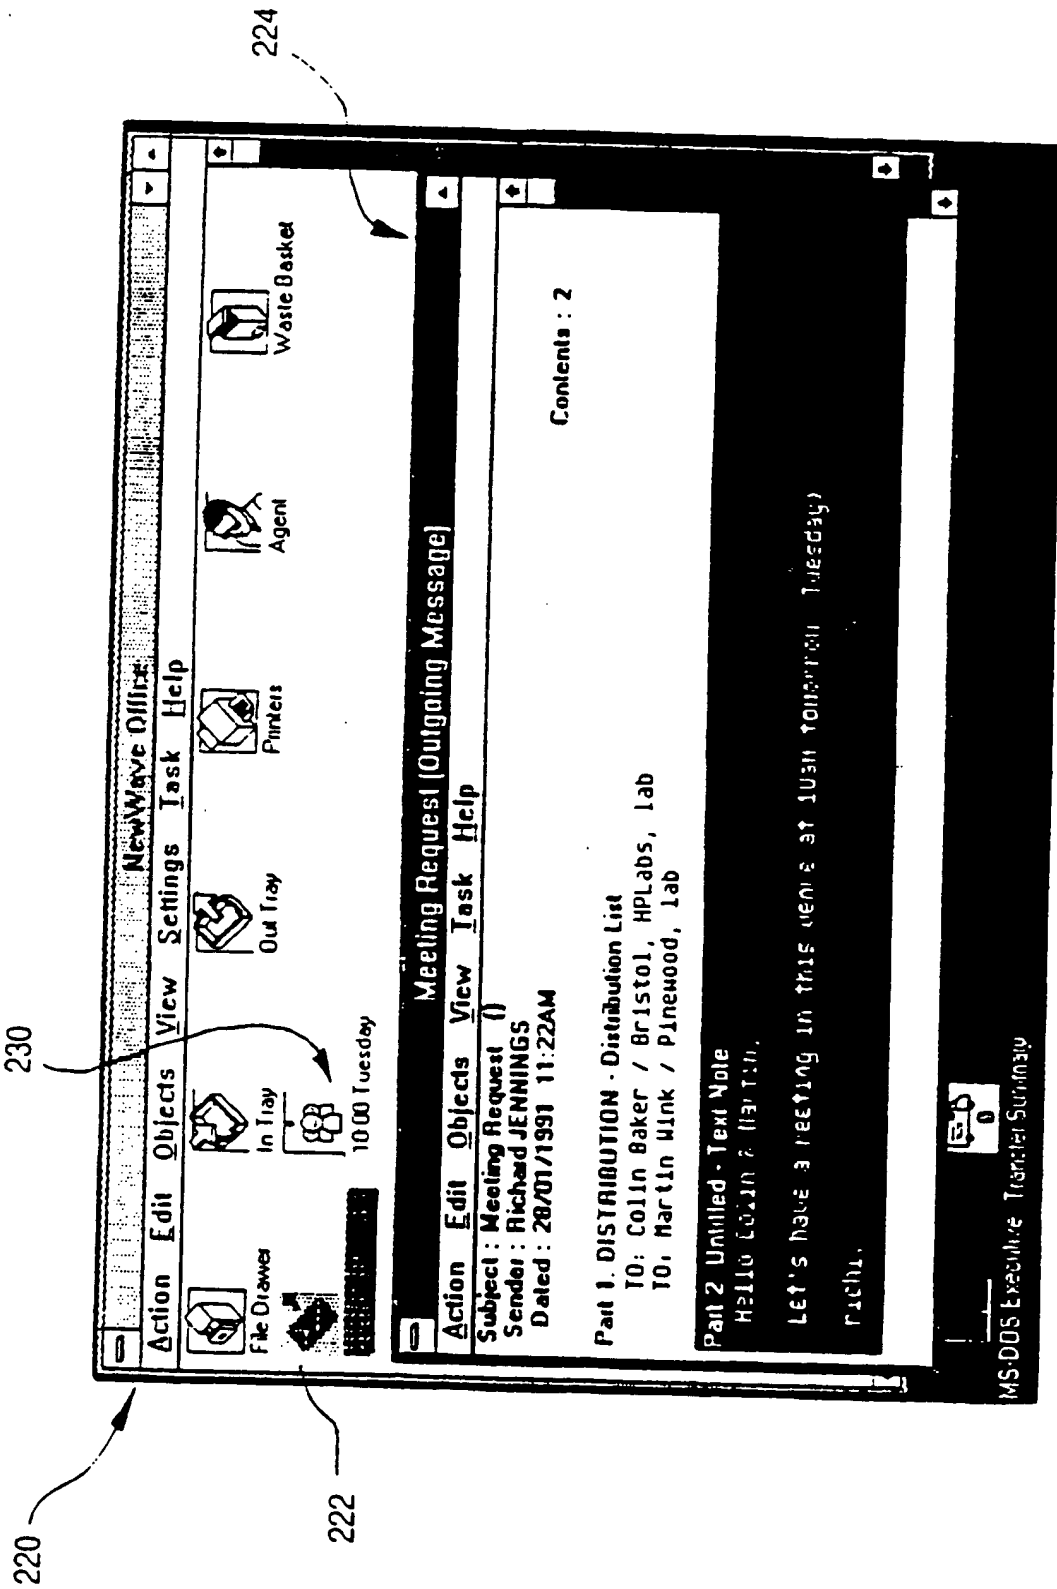 220
222
230
224
NewWave Office
Action Edit Objects View Settings Task Help
File Drawer
In Tray
Out Tray
Printers
Agent
Waste Basket
10:00 Tuesday
Meeting Request (Outgoing Message)
Action Edit Objects View Task Help
Subject : Meeting Request ()
Sender : Richard JENNINGS
Dated : 28/01/1991 11:22AM
Contents : 2
Part 1. DISTRIBUTION - Distribution List
TO: Colin Baker / Bristol, HPLabs, lab
TO: Martin Wink / Pinewood, lab
Part 2 Untitled - Text Note
Hello Colin & Martin,
Let's have a meeting in this at 10am tomorrow Tuesday)
MS-DOS Executive Transfer Summary
0